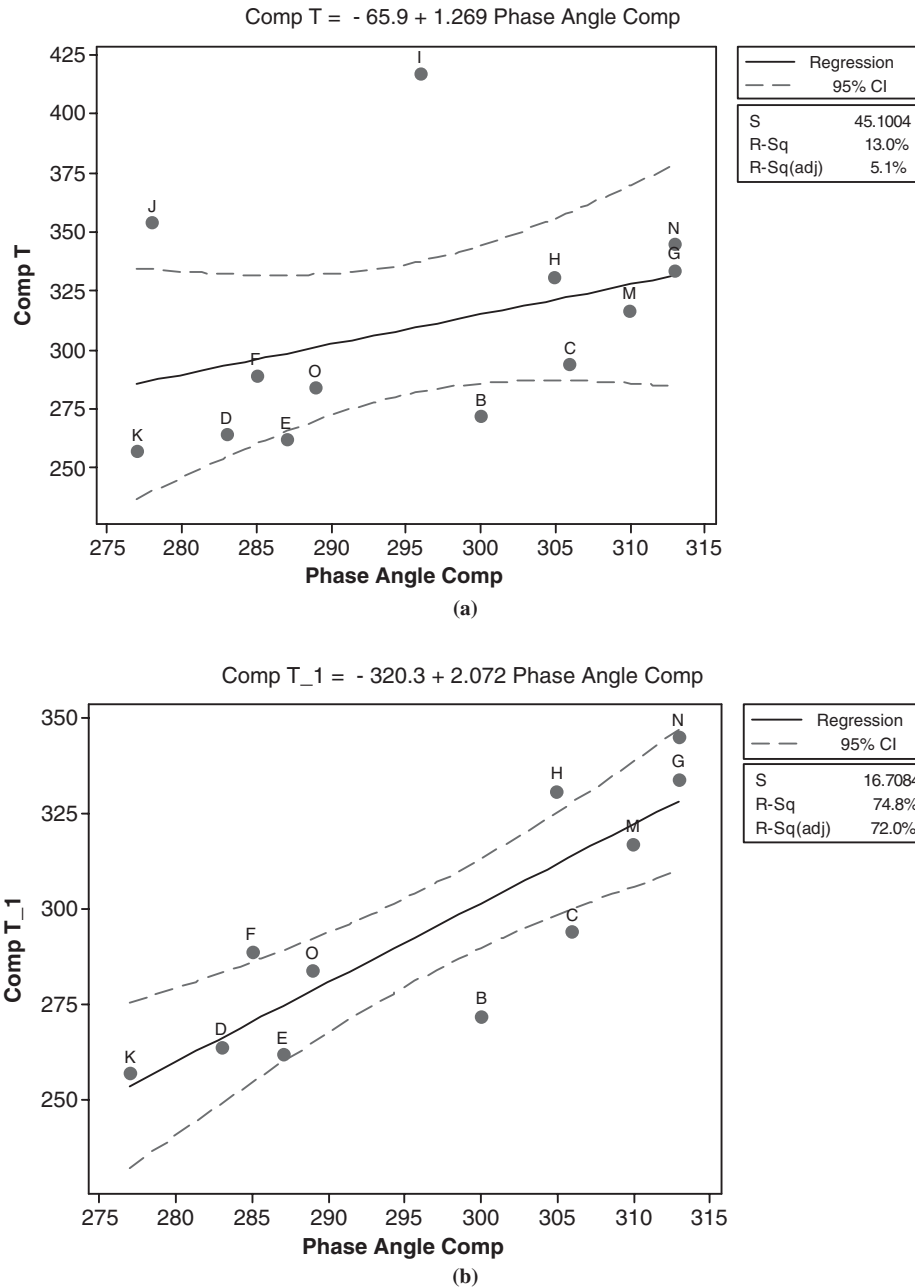 Comp T = - 65.9 + 1.269 Phase Angle Comp
425
400
375
350
325
300
275
250
Comp T
I
J
N
G
H
M
C
F
O
B
D
E
K
Regression
95% CI
S 45.1004
R-Sq 13.0%
R-Sq(adj) 5.1%
275 280 285 290 295 300 305 310 315
Phase Angle Comp
(a)
Comp T_1 = - 320.3 + 2.072 Phase Angle Comp
350
325
300
275
250
Comp T_1
N
G
H
M
C
F
O
B
D
E
K
Regression
95% CI
S 16.7084
R-Sq 74.8%
R-Sq(adj) 72.0%
275 280 285 290 295 300 305 310 315
Phase Angle Comp
(b)